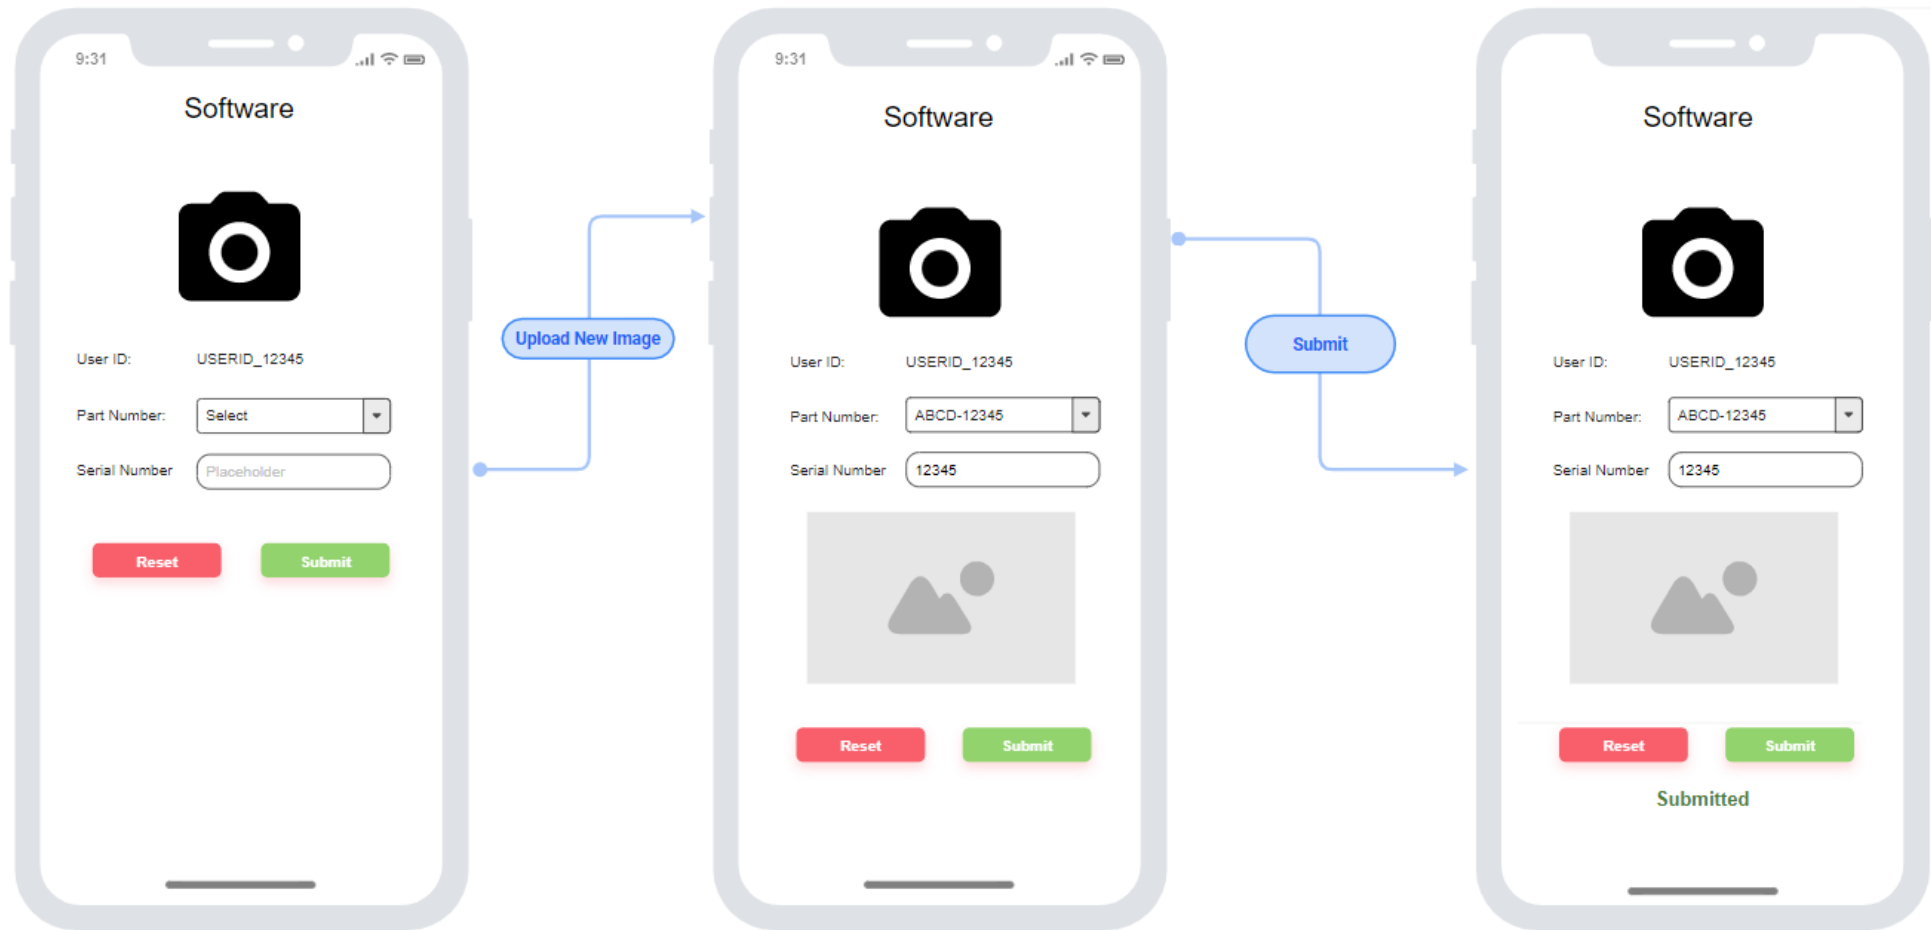 9:31
Software
User ID: USERID_12345
Part Number: Select
Serial Number Placeholder
Reset Submit
Upload New Image
9:31
Software
User ID: USERID_12345
Part Number: ABCD-12345
Serial Number 12345
Reset Submit
Submit
Software
User ID: USERID_12345
Part Number: ABCD-12345
Serial Number 12345
Reset Submit
Submitted